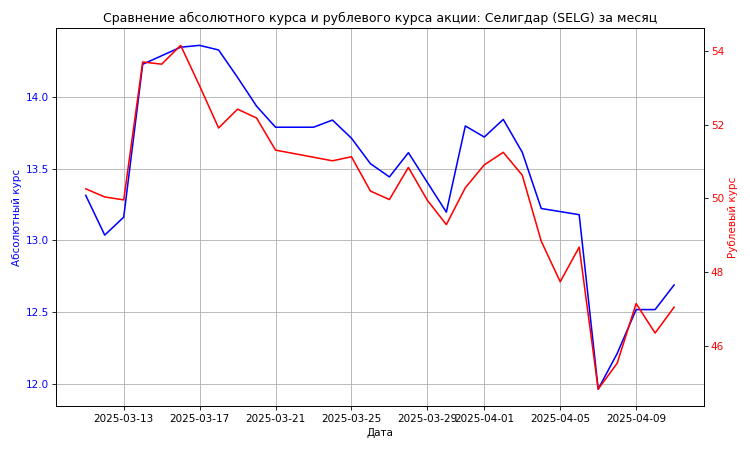 Сравнение абсолютного курса и рублевого курса акции: Селигдар (SELG) за месяц
Абсолютный курс
14.0
13.5
13.0
12.5
12.0
54
52
50
48
46
Рублевый курс
2025-03-13 2025-03-17 2025-03-21 2025-03-25 2025-03-29 2025-04-01 2025-04-05 2025-04-09
Дата